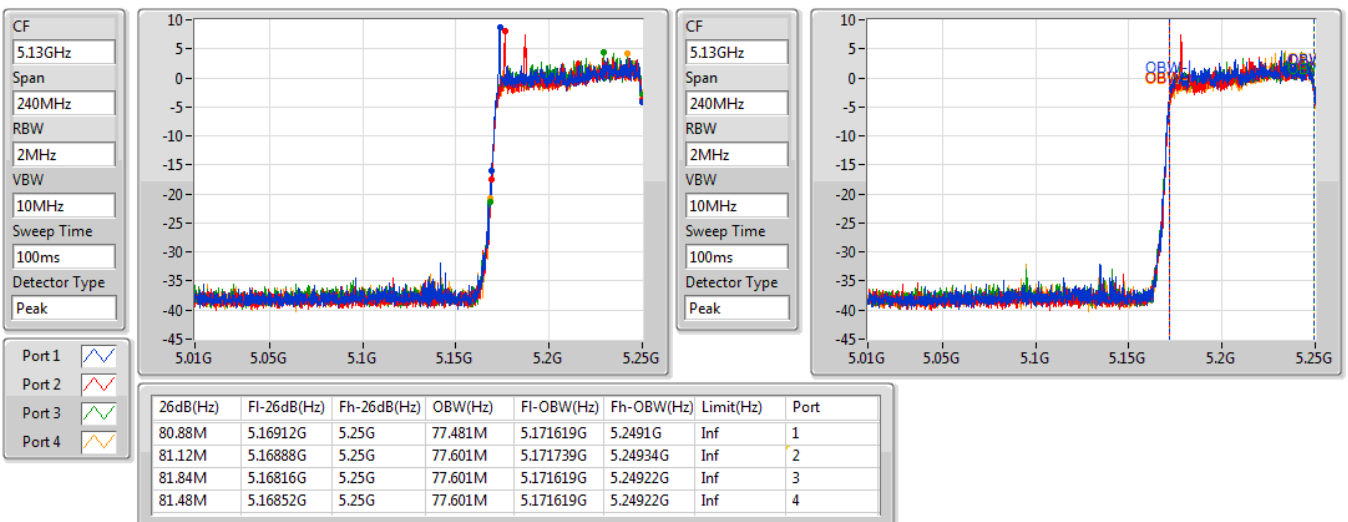 CF
5.13GHz
Span
240MHz
RBW
2MHz
VBW
10MHz
Sweep Time
100ms
Detector Type
Peak
10
5
0
-5
-10
-15
-20
-25
-30
-35
-40
-45
5.01G 5.05G 5.1G 5.15G 5.2G 5.25G
CF
5.13GHz
Span
240MHz
RBW
2MHz
VBW
10MHz
Sweep Time
100ms
Detector Type
Peak
10
5
0
-5
-10
-15
-20
-25
-30
-35
-40
-45
5.01G 5.05G 5.1G 5.15G 5.2G 5.25G
Port 1
Port 2
Port 3
Port 4
26dB(Hz) Fl-26dB(Hz) Fh-26dB(Hz) OBW(Hz) Fl-OBW(Hz) Fh-OBW(Hz) Limit(Hz) Port
80.88M 5.16912G 5.25G 77.481M 5.171619G 5.2491G Inf 1
81.12M 5.16888G 5.25G 77.601M 5.171739G 5.24934G Inf 2
81.84M 5.16816G 5.25G 77.601M 5.171619G 5.24922G Inf 3
81.48M 5.16852G 5.25G 77.601M 5.171619G 5.24922G Inf 4